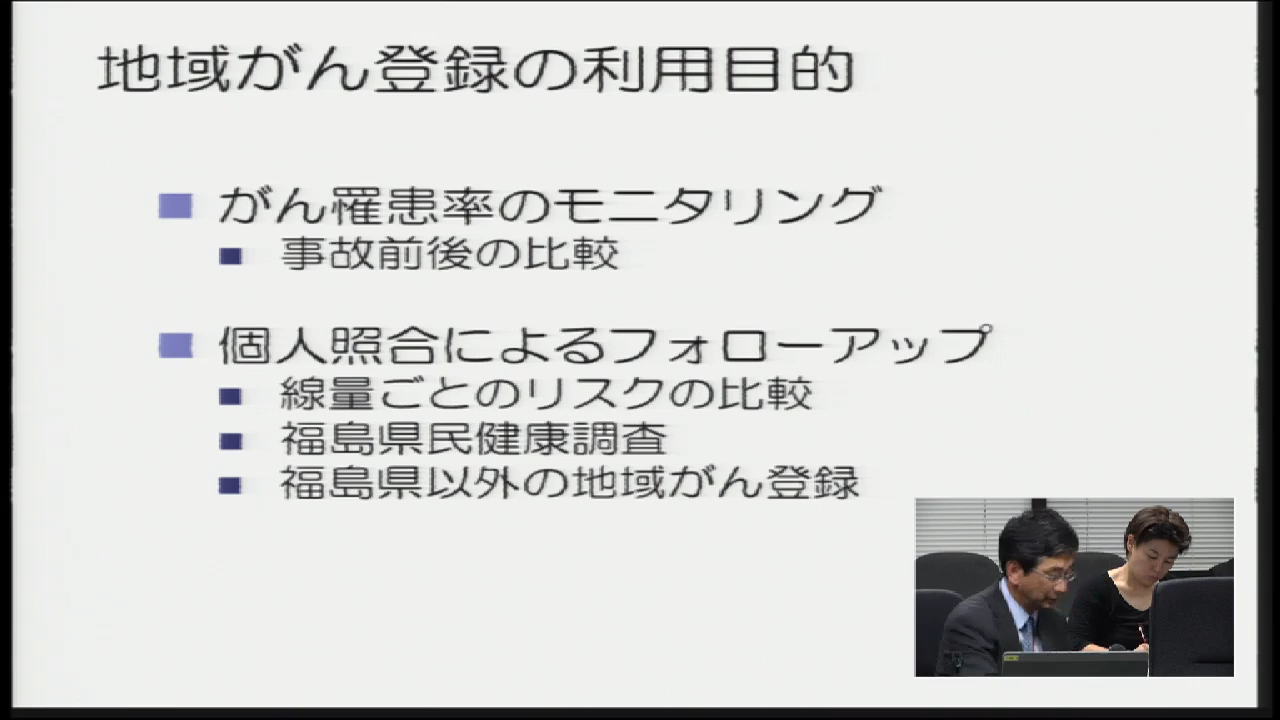 地域がん登録の利用目的
がん罹患率のモニタリング
事故前後の比較
個人照合によるフォローアップ
線量ごとのリスクの比較
福島県民健康調査
福島県以外の地域がん登録